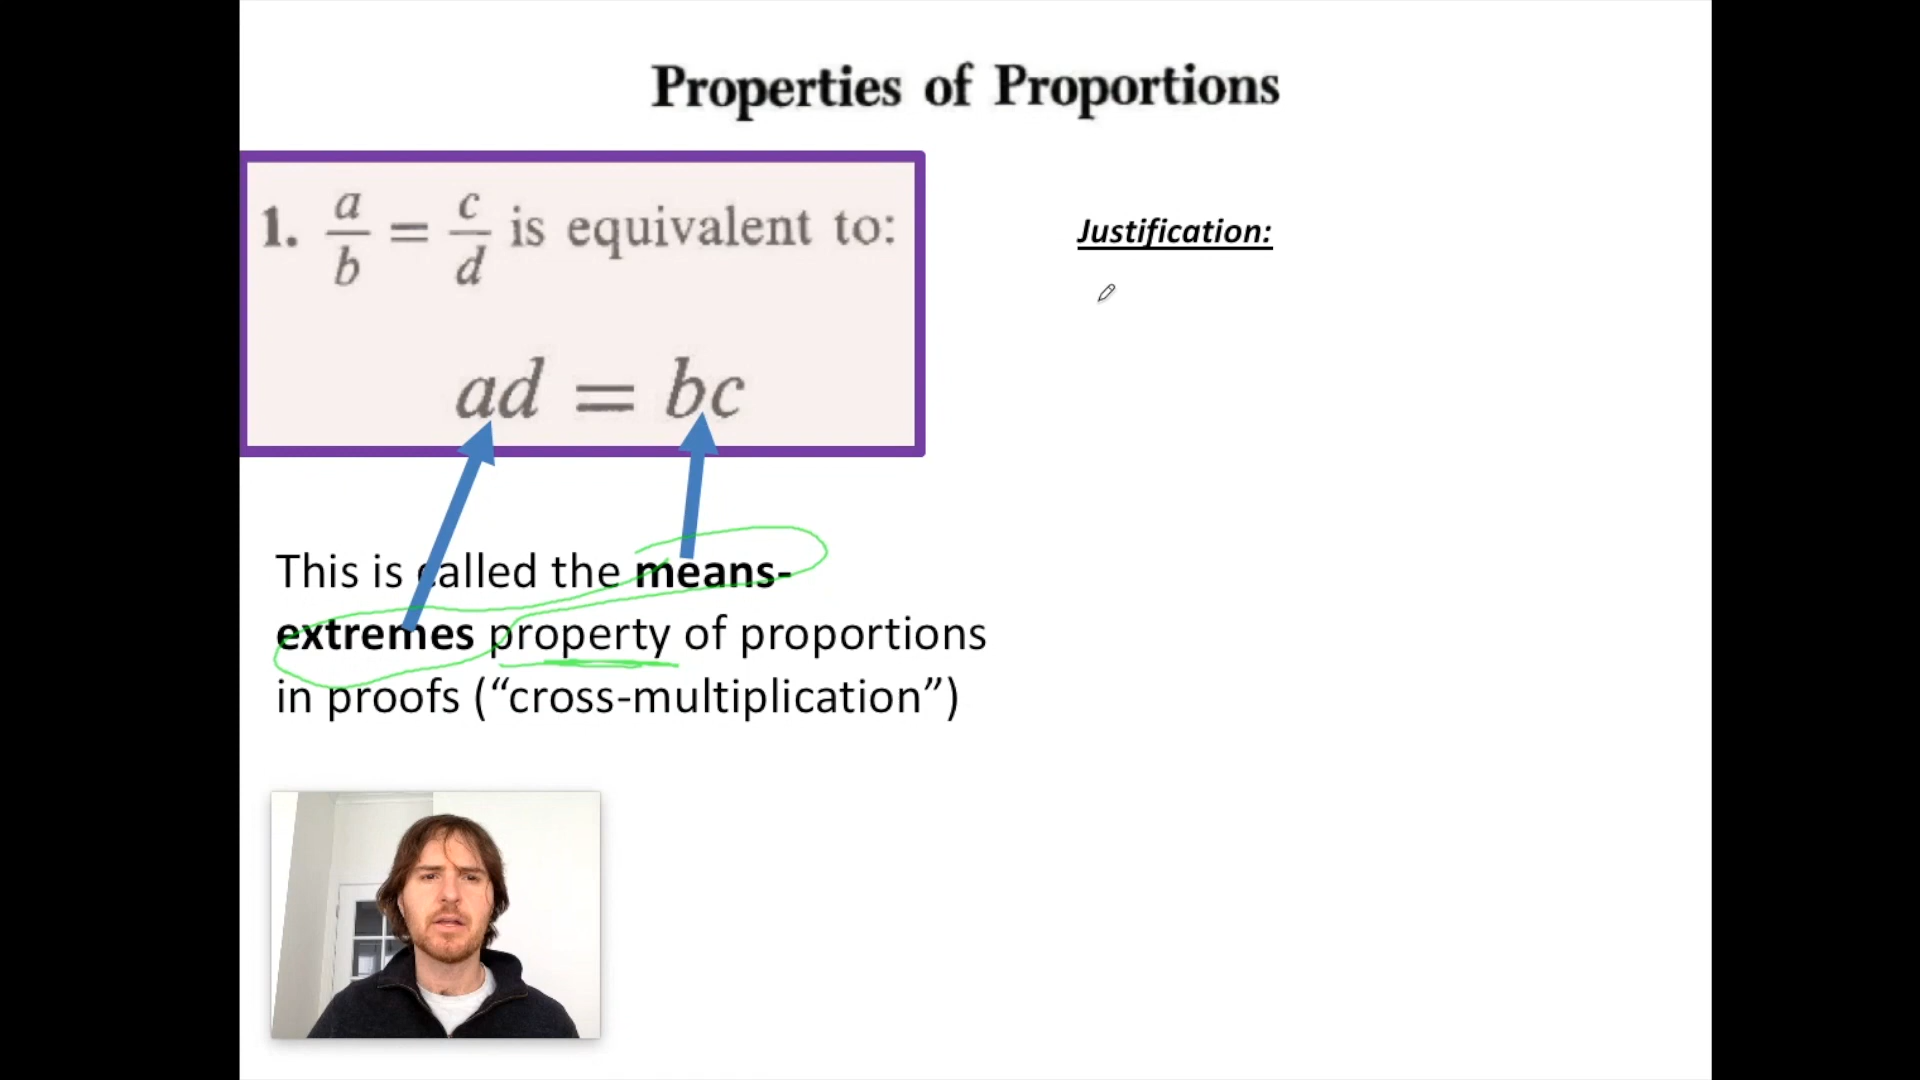 Properties of Proportions
1. a/b = c/d is equivalent to:
ad = bc
Justification:
This is called the means-
extremes property of proportions
in proofs (“cross-multiplication”)